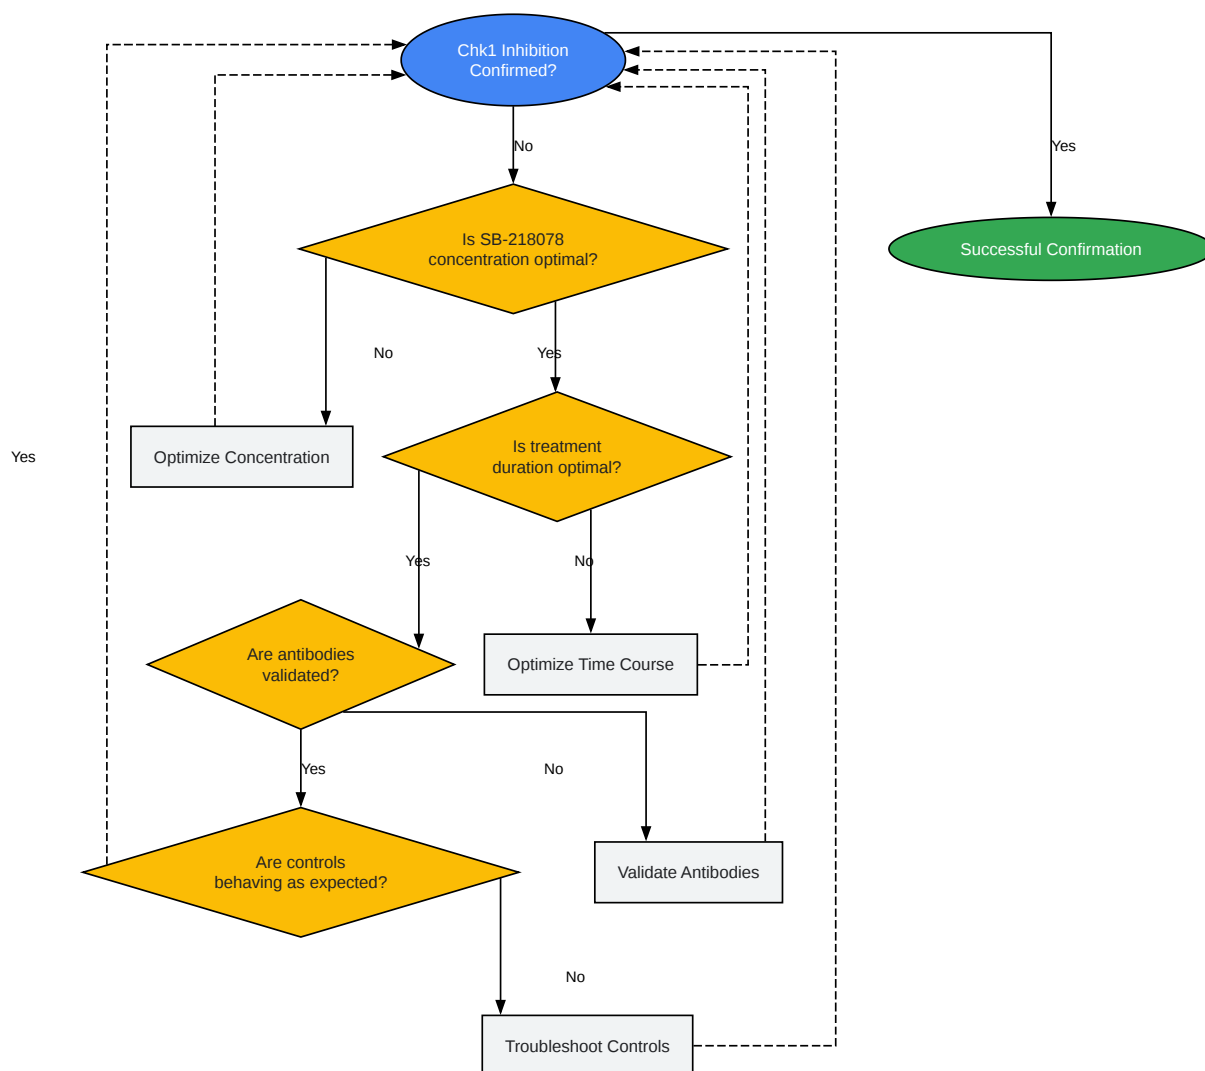 Chk1 Inhibition
Confirmed?
No
Yes
Is SB-218078
concentration optimal?
Successful Confirmation
No
Yes
Is treatment
duration optimal?
Optimize Concentration
Yes
Yes
No
Are antibodies
validated?
Optimize Time Course
Yes
No
Are controls
behaving as expected?
Validate Antibodies
No
Troubleshoot Controls